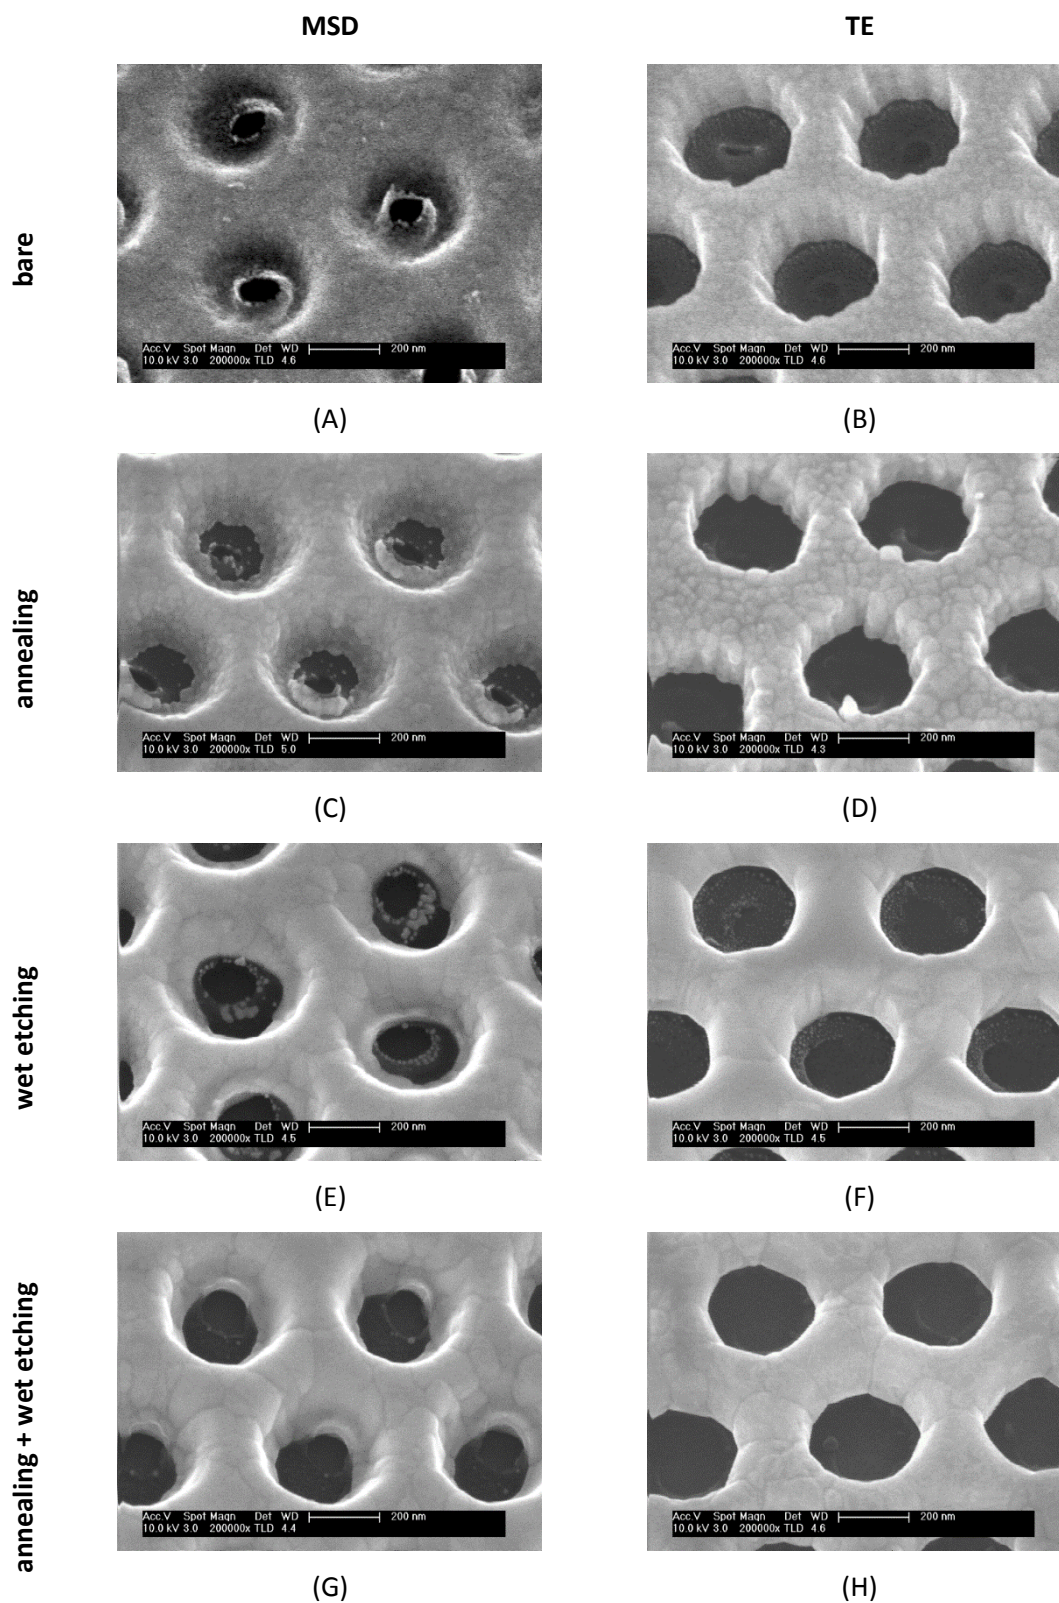 MSD TE
bare
Acc.V Spot Magn Det WD 200 nm
10.0 kV 3.0 200000x TLD 4.6
Acc.V Spot Magn Det WD 200 nm
10.0 kV 3.0 200000x TLD 4.6
(A) (B)
annealing
Acc.V Spot Magn Det WD 200 nm
10.0 kV 3.0 200000x TLD 5.0
Acc.V Spot Magn Det WD 200 nm
10.0 kV 3.0 200000x TLD 4.3
(C) (D)
wet etching
Acc.V Spot Magn Det WD 200 nm
10.0 kV 3.0 200000x TLD 4.5
Acc.V Spot Magn Det WD 200 nm
10.0 kV 3.0 200000x TLD 4.5
(E) (F)
annealing + wet etching
Acc.V Spot Magn Det WD 200 nm
10.0 kV 3.0 200000x TLD 4.4
Acc.V Spot Magn Det WD 200 nm
10.0 kV 3.0 200000x TLD 4.6
(G) (H)